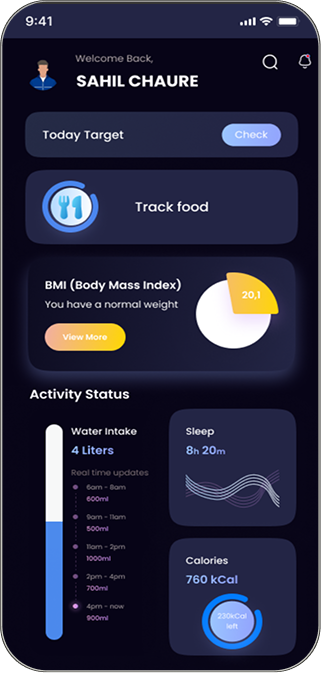 9:41
Welcome Back,
SAHIL CHAURE
Today Target
Check
Track food
BMI (Body Mass Index)
You have a normal weight
20,1
View More
Activity Status
Water Intake
4 Liters
Real time updates
6am - 8am
600ml
9am - 11am
500ml
11am - 2pm
1000ml
2pm - 4pm
700ml
4pm - now
900ml
Sleep
8h 20m
Calories
760 kCal
230kCal
left